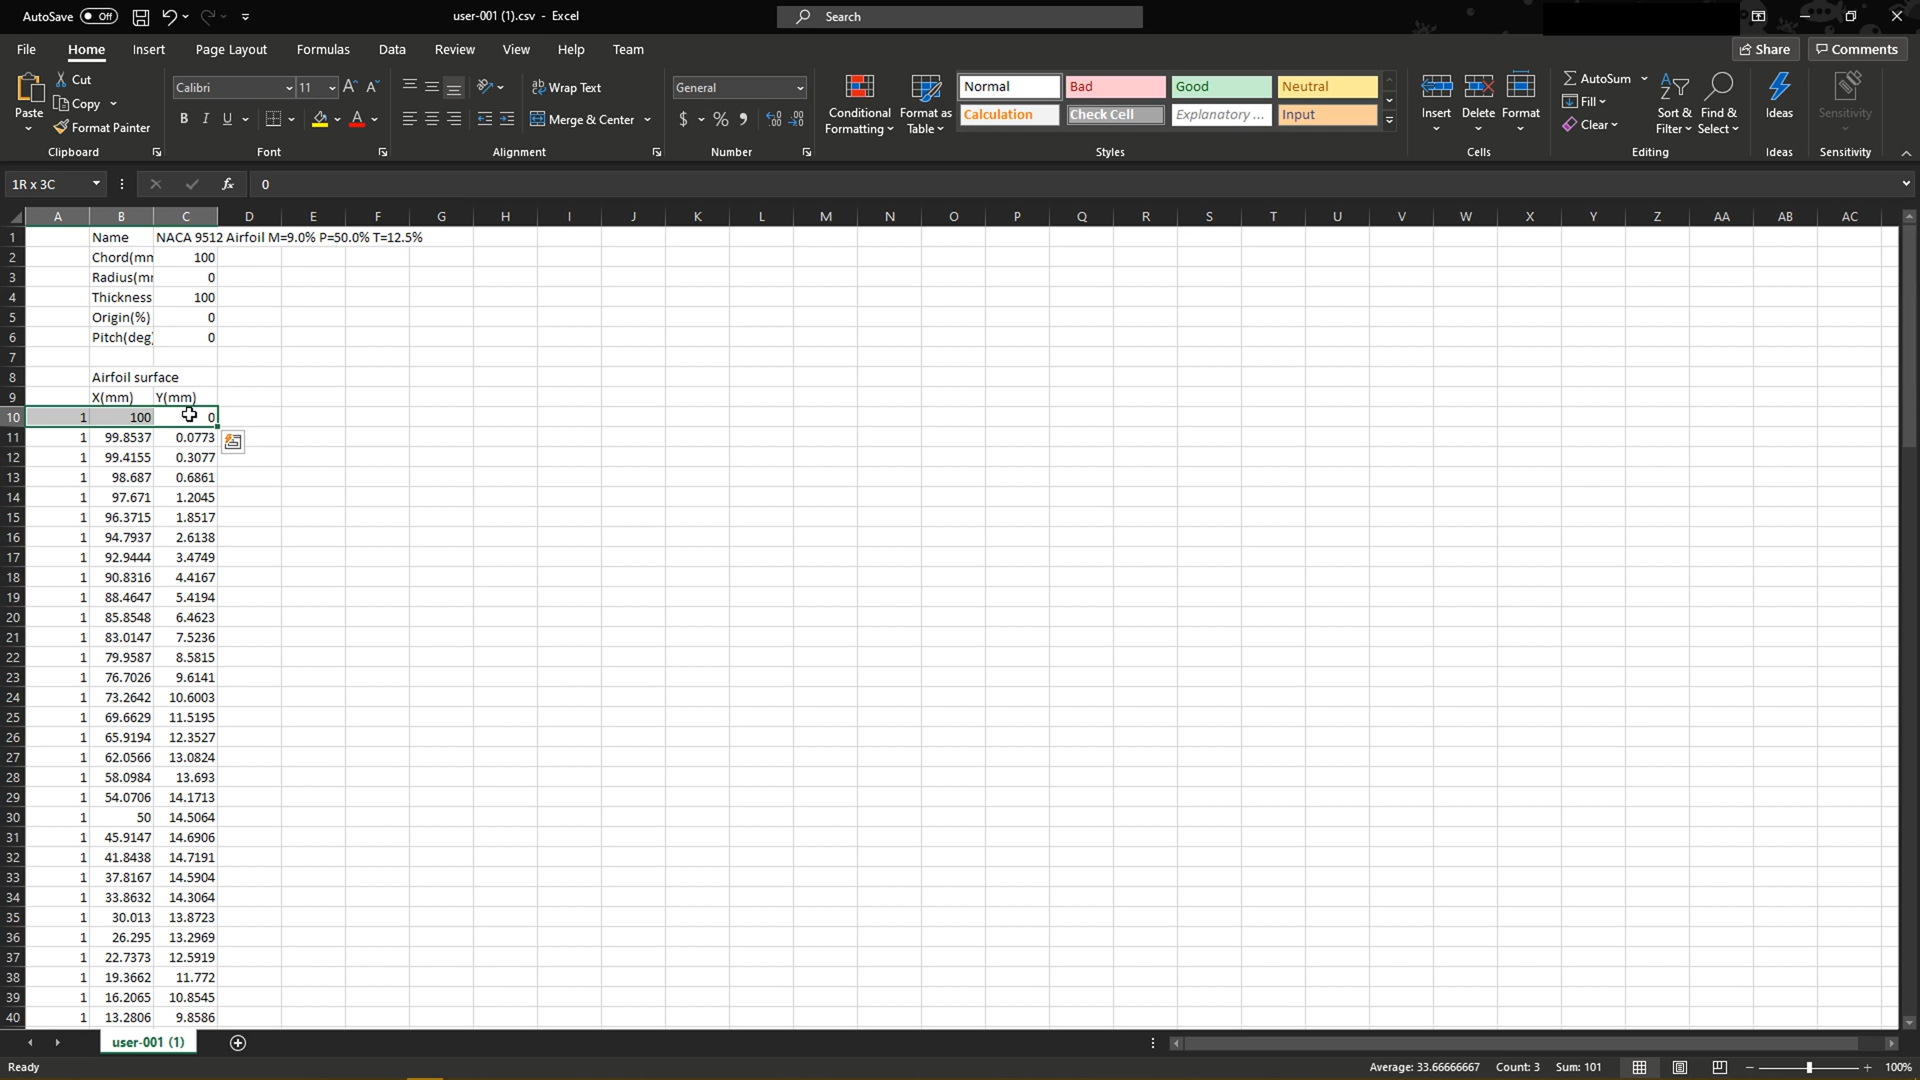 AutoSave Off user-001 (1).csv - Excel Search
File Home Insert Page Layout Formulas Data Review View Help Team Share Comments
Paste Cut Copy Format Painter
Calibri 11
Wrap Text
Merge & Center
General
$ % 9
Conditional Formatting
Format as Table
Normal Bad Good Neutral
Calculation Check Cell Explanatory ... Input
Insert Delete Format
AutoSum Fill Clear
Sort & Filter Find & Select
Ideas Sensitivity
Clipboard Font Alignment Number Styles Cells Editing Ideas Sensitivity
1R x 3C fx 0
A B C D E F G H I J K L M N O P Q R S T U V W X Y Z AA AB AC
1 Name NACA 9512 Airfoil M=9.0% P=50.0% T=12.5%
2 Chord(mm 100
3 Radius(m 0
4 Thickness 100
5 Origin(%) 0
6 Pitch(deg) 0
7
8 Airfoil surface
9 X(mm) Y(mm)
10 1 100 0
11 1 99.8537 0.0773
12 1 99.4155 0.3077
13 1 98.687 0.6861
14 1 97.671 1.2045
15 1 96.3715 1.8517
16 1 94.7937 2.6138
17 1 92.9444 3.4749
18 1 90.8316 4.4167
19 1 88.4647 5.4194
20 1 85.8548 6.4623
21 1 83.0147 7.5236
22 1 79.9587 8.5815
23 1 76.7026 9.6141
24 1 73.2642 10.6003
25 1 69.6629 11.5195
26 1 65.9194 12.3527
27 1 62.0566 13.0824
28 1 58.0984 13.693
29 1 54.0706 14.1713
30 1 50 14.5064
31 1 45.9147 14.6906
32 1 41.8438 14.7191
33 1 37.8167 14.5904
34 1 33.8632 14.3064
35 1 30.013 13.8723
36 1 26.295 13.2969
37 1 22.7373 12.5919
38 1 19.3662 11.772
39 1 16.2065 10.8545
40 1 13.2806 9.8586
user-001 (1)
Ready Average: 33.66666667 Count: 3 Sum: 101 100%